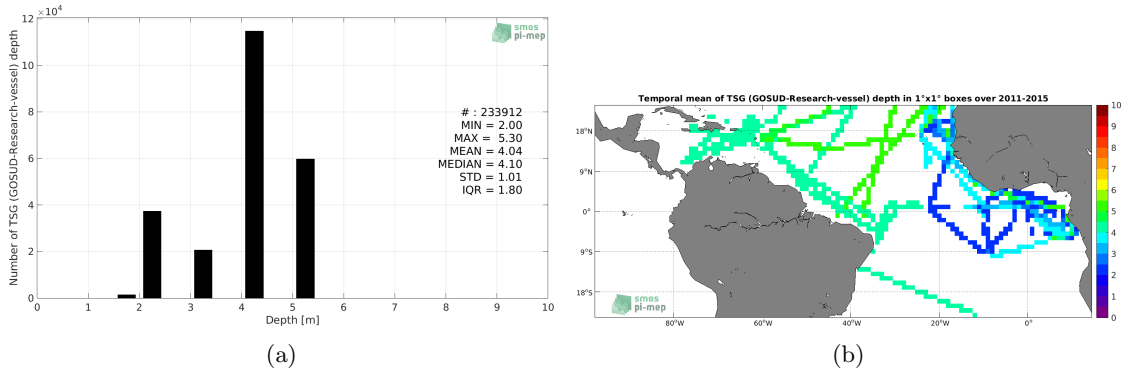 12 ×10^4
10
8
6
4
2
0
0 1 2 3 4 5 6 7 8 9 10
Number of TSG (GOSUD-Research-vessel) depth
Depth [m]
smos
pi-mep
# : 233912
MIN = 2.00
MAX = 5.30
MEAN = 4.04
MEDIAN = 4.10
STD = 1.01
IQR = 1.80
(a)
Temporal mean of TSG (GOSUD-Research-vessel) depth in 1°x1° boxes over 2011-2015
18°N
9°N
0°
9°S
18°S
80°W 60°W 40°W 20°W 0°
smos
pi-mep
10
9
8
7
6
5
4
3
2
1
0
(b)